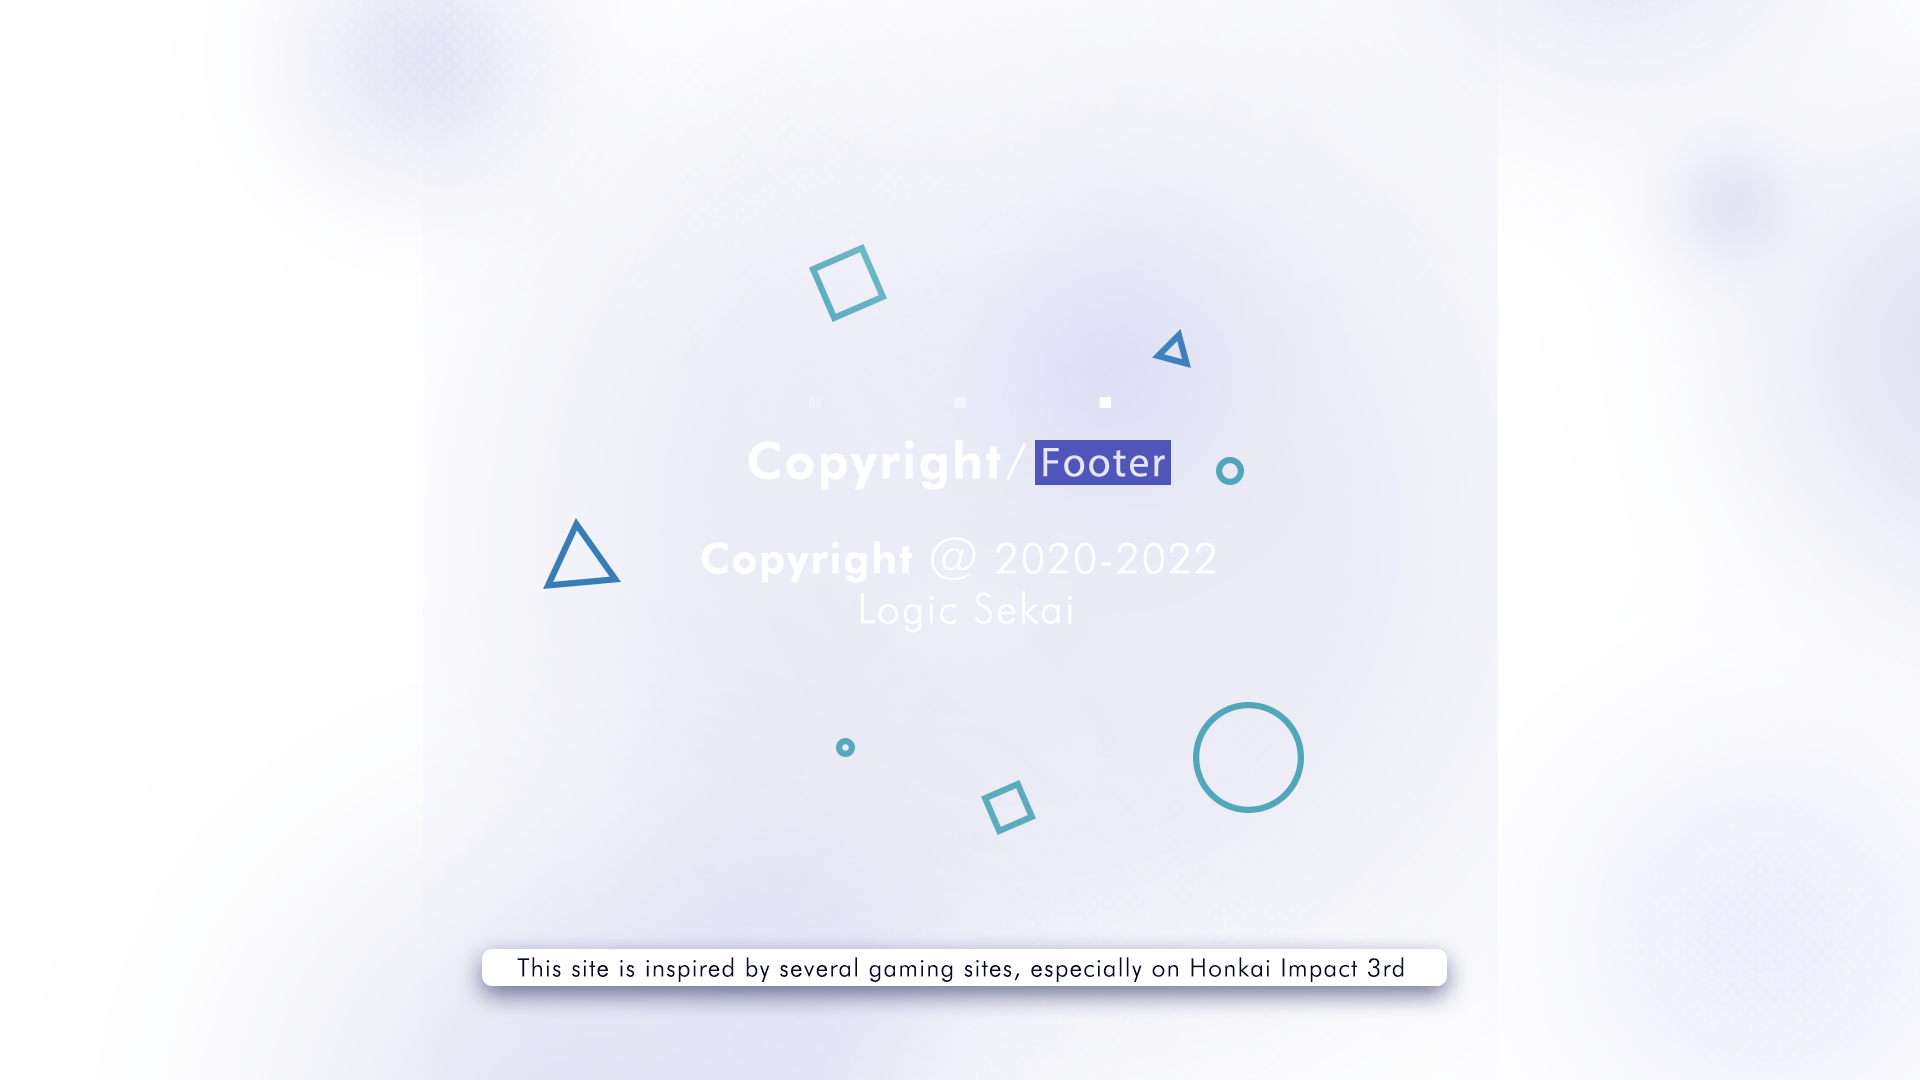 Copyright/ Footer
Copyright @ 2020-2022
Logic Sekai
This site is inspired by several gaming sites, especially on Honkai Impact 3rd